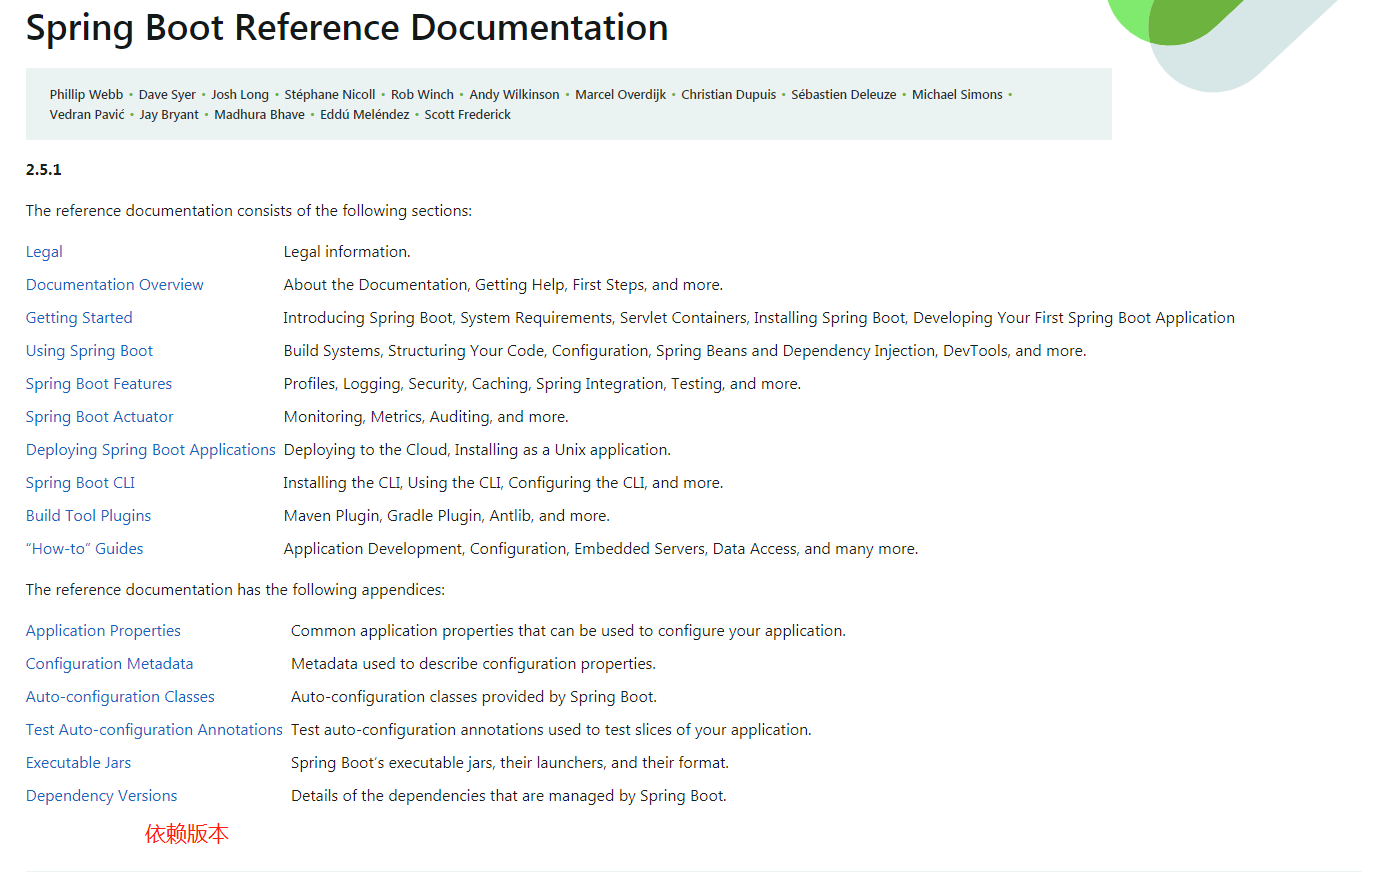 Spring Boot Reference Documentation
Phillip Webb • Dave Syer • Josh Long • Stéphane Nicoll • Rob Winch • Andy Wilkinson • Marcel Overdijk • Christian Dupuis • Sébastien Deleuze • Michael Simons •
Vedran Pavić • Jay Bryant • Madhura Bhave • Eddú Meléndez • Scott Frederick
2.5.1
The reference documentation consists of the following sections:
Legal Legal information.
Documentation Overview About the Documentation, Getting Help, First Steps, and more.
Getting Started Introducing Spring Boot, System Requirements, Servlet Containers, Installing Spring Boot, Developing Your First Spring Boot Application
Using Spring Boot Build Systems, Structuring Your Code, Configuration, Spring Beans and Dependency Injection, DevTools, and more.
Spring Boot Features Profiles, Logging, Security, Caching, Spring Integration, Testing, and more.
Spring Boot Actuator Monitoring, Metrics, Auditing, and more.
Deploying Spring Boot Applications Deploying to the Cloud, Installing as a Unix application.
Spring Boot CLI Installing the CLI, Using the CLI, Configuring the CLI, and more.
Build Tool Plugins Maven Plugin, Gradle Plugin, Antlib, and more.
“How-to” Guides Application Development, Configuration, Embedded Servers, Data Access, and many more.
The reference documentation has the following appendices:
Application Properties Common application properties that can be used to configure your application.
Configuration Metadata Metadata used to describe configuration properties.
Auto-configuration Classes Auto-configuration classes provided by Spring Boot.
Test Auto-configuration Annotations Test auto-configuration annotations used to test slices of your application.
Executable Jars Spring Boot’s executable jars, their launchers, and their format.
Dependency Versions Details of the dependencies that are managed by Spring Boot.
依赖版本